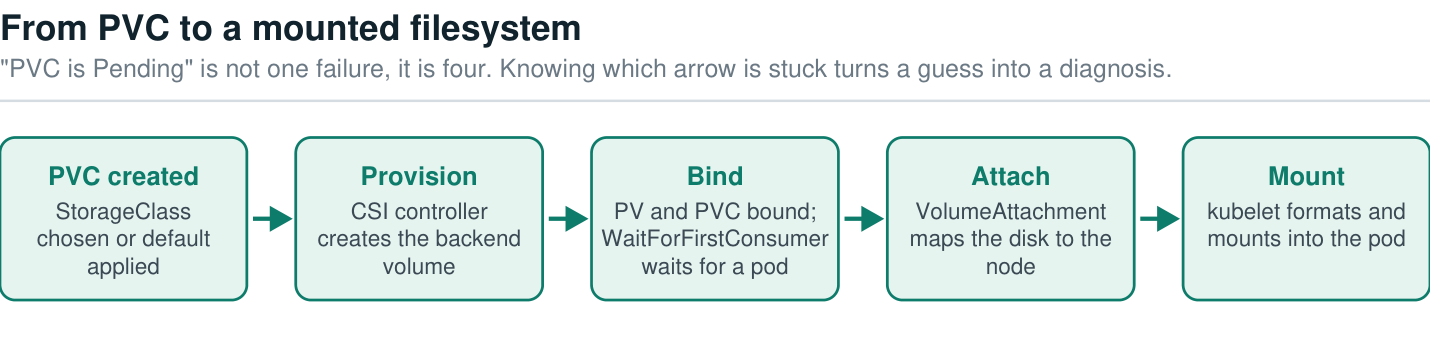 From PVC to a mounted filesystem
"PVC is Pending" is not one failure, it is four. Knowing which arrow is stuck turns a guess into a diagnosis.
PVC created
StorageClass
chosen or default
applied
Provision
CSI controller
creates the backend
volume
Bind
PV and PVC bound;
WaitForFirstConsumer
waits for a pod
Attach
VolumeAttachment
maps the disk to the
node
Mount
kubelet formats and
mounts into the pod